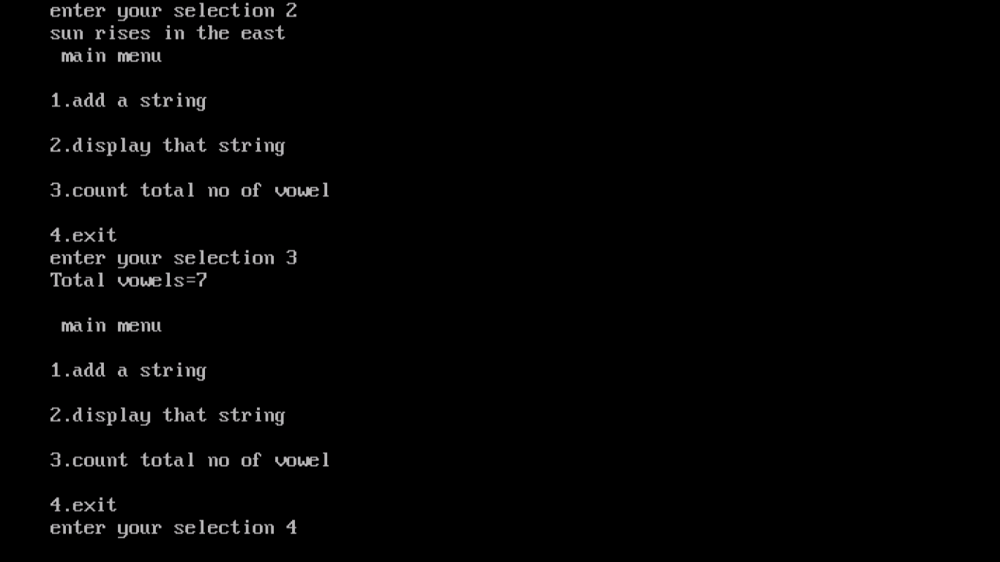 enter your selection 2
sun rises in the east
main menu
1.add a string
2.display that string
3.count total no of vowel
4.exit
enter your selection 3
Total vowels=7
main menu
1.add a string
2.display that string
3.count total no of vowel
4.exit
enter your selection 4